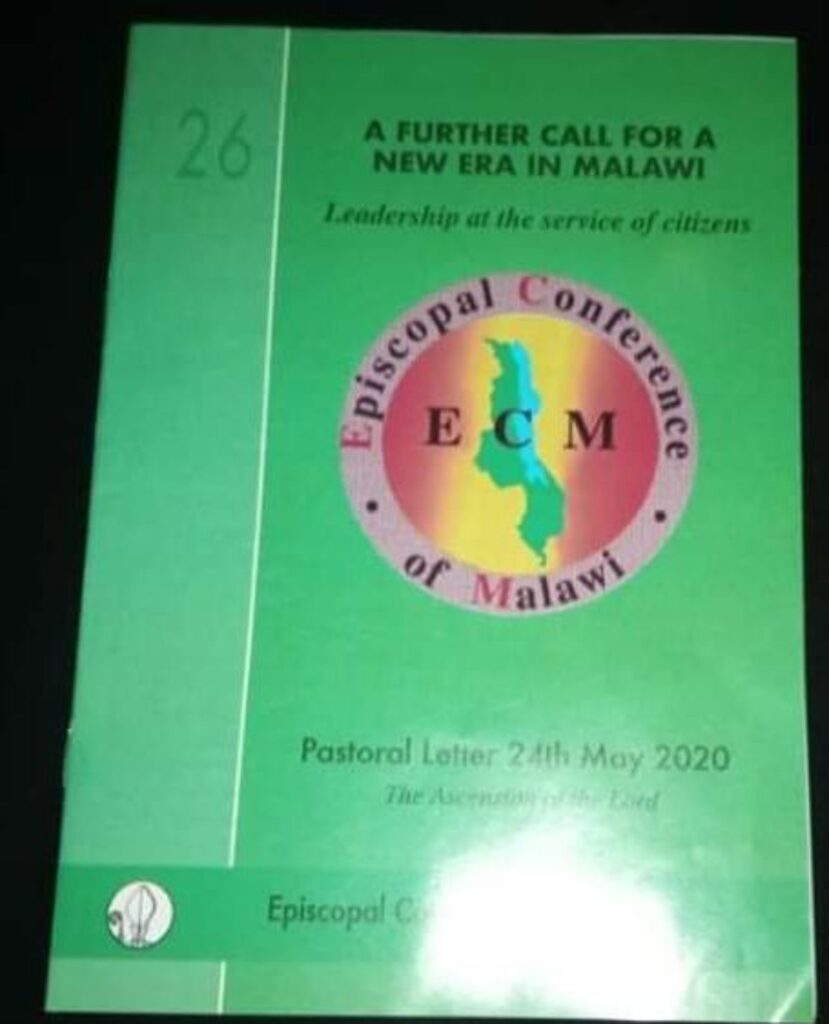 26
A FURTHER CALL FOR A
NEW ERA IN MALAWI
Leadership at the service of citizens
Episcopal Conference
E C M
of Malawi
Pastoral Letter 24th May 2020
The Ascension of the Lord
Episcopal